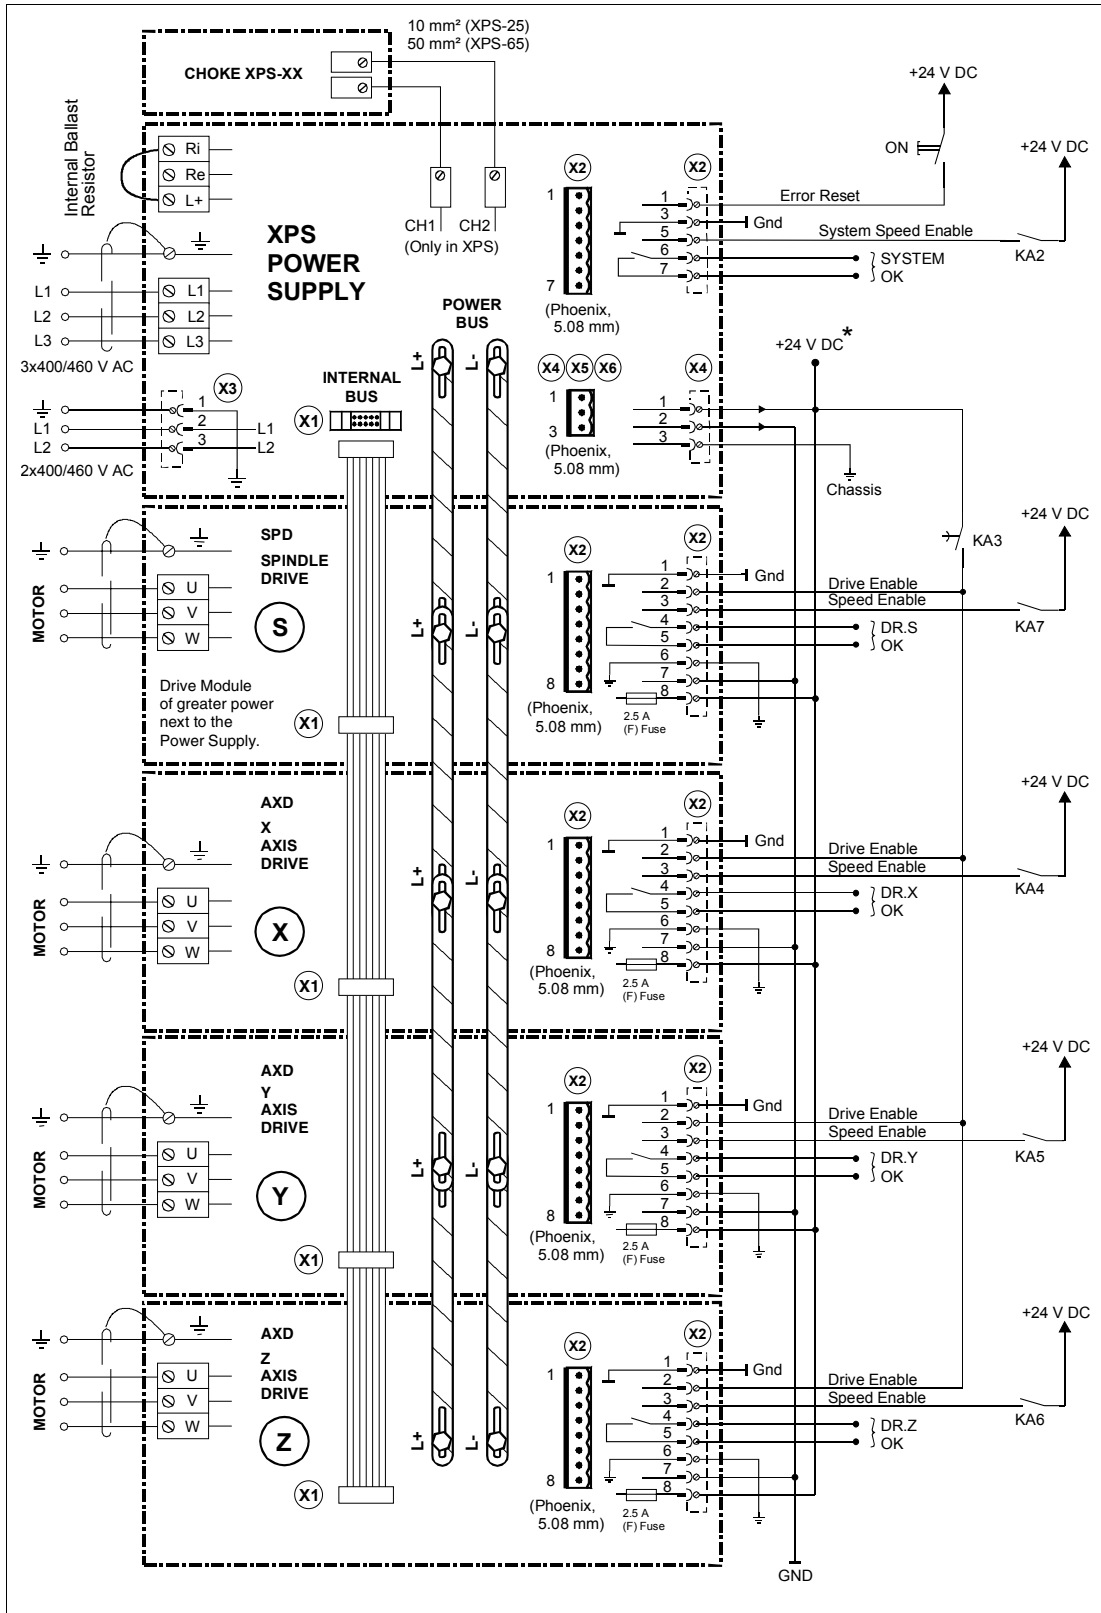 10 mm² (XPS-25)
50 mm² (XPS-65)
CHOKE XPS-XX
+24 V DC
ON
+24 V DC
Internal Ballast
Resistor
Ri
Re
L+
X2
X2
1
7
1
3
5
6
7
Error Reset
Gnd
System Speed Enable
KA2
SYSTEM
OK
CH1
CH2
(Only in XPS)
XPS
POWER
SUPPLY
L1
L2
L3
L1
L2
L3
3x400/460 V AC
(Phoenix,
5.08 mm)
POWER
BUS
L+
L-
+24 V DC*
X4
X5
X6
X4
1
3
1
2
3
(Phoenix,
5.08 mm)
Chassis
INTERNAL
BUS
X1
X3
L1
L2
1
2
3
L1
L2
2x400/460 V AC
+24 V DC
KA3
SPD
SPINDLE
DRIVE
S
MOTOR
U
V
W
Drive Module
of greater power
next to the
Power Supply.
X1
L+
L-
X2
1
8
(Phoenix,
5.08 mm)
X2
1
2
3
4
5
6
7
8
2.5 A
(F) Fuse
Gnd
Drive Enable
Speed Enable
KA7
DR.S
OK
+24 V DC
AXD
X
AXIS
DRIVE
X
MOTOR
U
V
W
X1
L+
L-
X2
1
8
(Phoenix,
5.08 mm)
X2
1
2
3
4
5
6
7
8
2.5 A
(F) Fuse
Gnd
Drive Enable
Speed Enable
KA4
DR.X
OK
+24 V DC
AXD
Y
AXIS
DRIVE
Y
MOTOR
U
V
W
X1
L+
L-
X2
1
8
(Phoenix,
5.08 mm)
X2
1
2
3
4
5
6
7
8
2.5 A
(F) Fuse
Gnd
Drive Enable
Speed Enable
KA5
DR.Y
OK
+24 V DC
AXD
Z
AXIS
DRIVE
Z
MOTOR
U
V
W
X1
L+
L-
X2
1
8
(Phoenix,
5.08 mm)
X2
1
2
3
4
5
6
7
8
2.5 A
(F) Fuse
Gnd
Drive Enable
Speed Enable
KA6
DR.Z
OK
GND